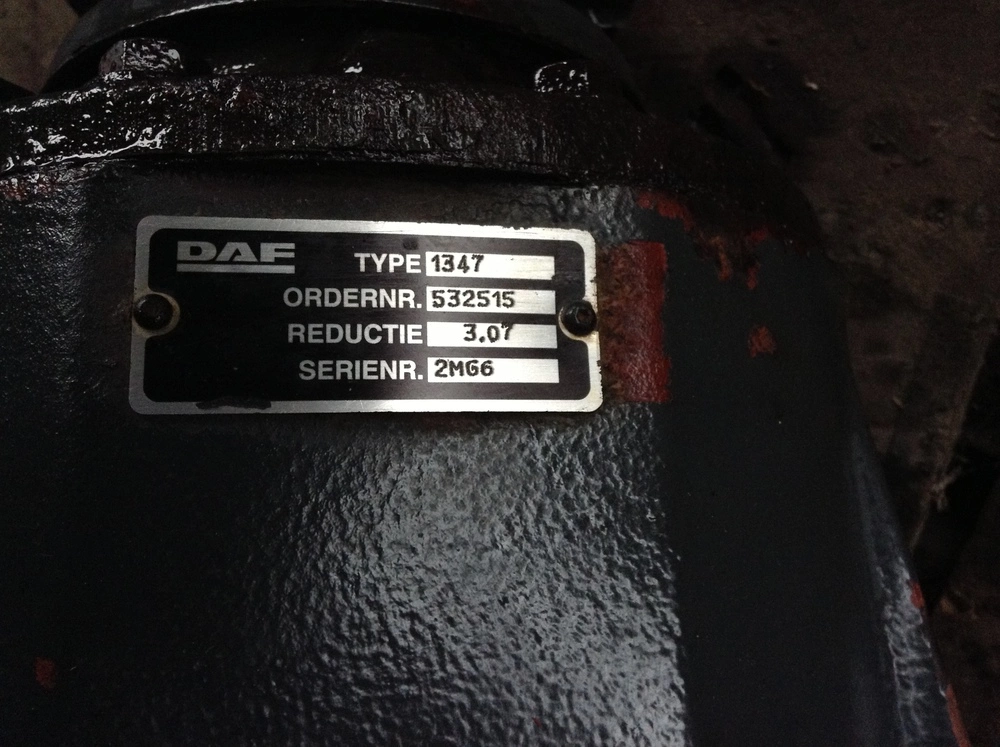 DAF
TYPE 1347
ORDERNR. 532515
REDUCTIE 3.07
SERIENR. 2MG6